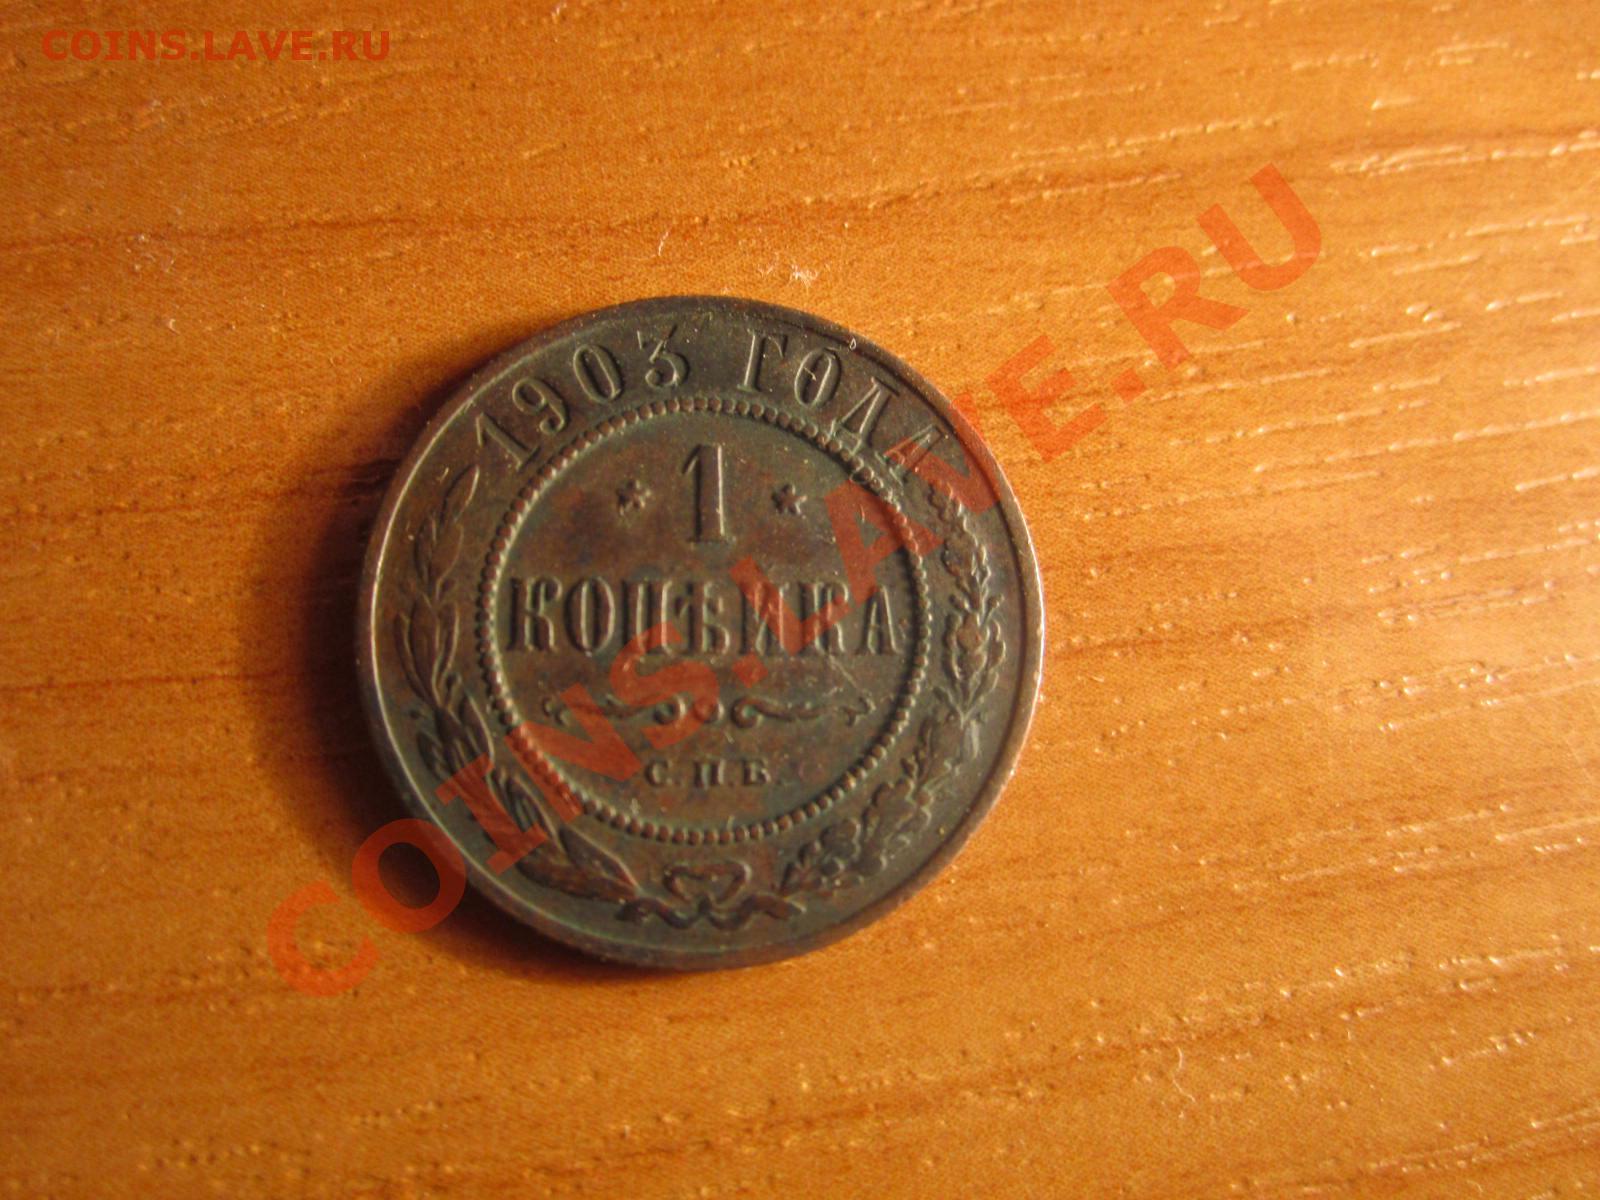 COINS.LAVE.RU
1903 ГОДА
* 1 *
КОПѢЙКА
С.П.Б.
COINS.LAVE.RU